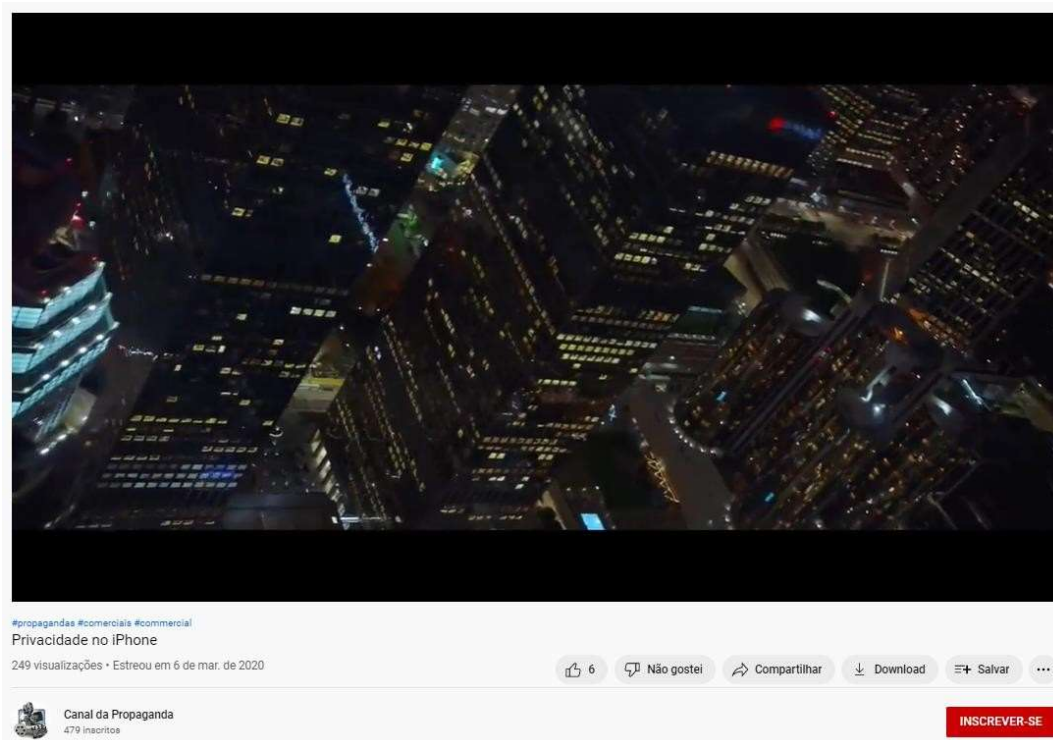 #propagandas #comerciais #commercial
Privacidade no iPhone
249 visualizações • Estreou em 6 de mar. de 2020
6 Não gostei Compartilhar Download Salvar ...
Canal da Propaganda
479 inscritos
INSCREVER-SE